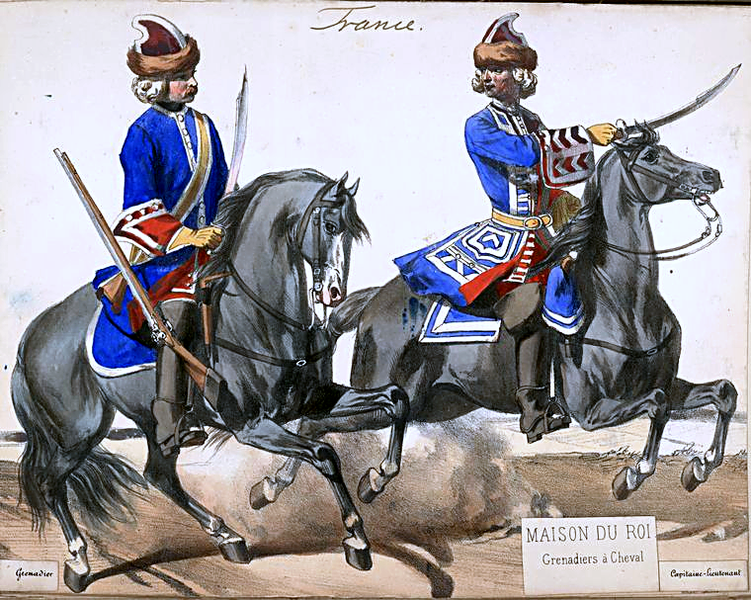 France.
MAISON DU ROI
Grenadiers à Cheval
Grenadier
Capitaine-Lieutenant